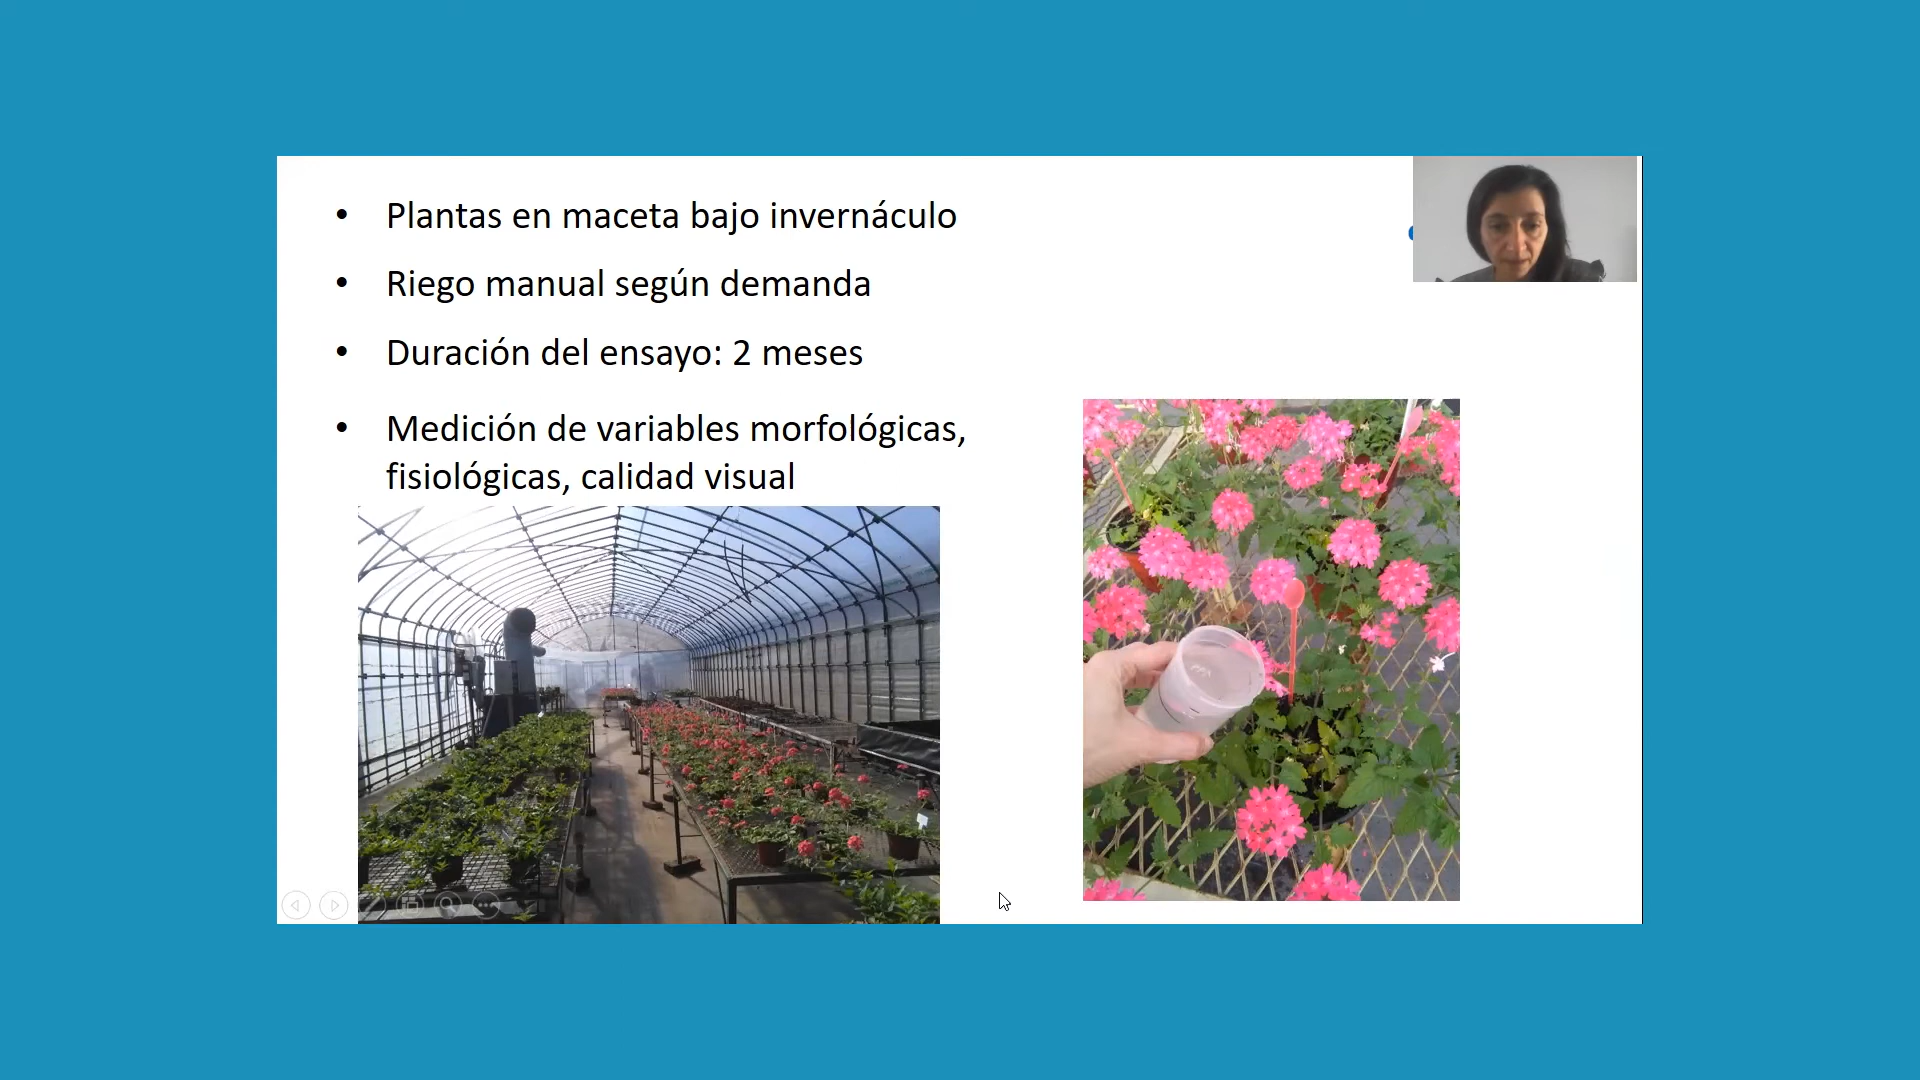 • Plantas en maceta bajo invernáculo
• Riego manual según demanda
• Duración del ensayo: 2 meses
• Medición de variables morfológicas,
fisiológicas, calidad visual